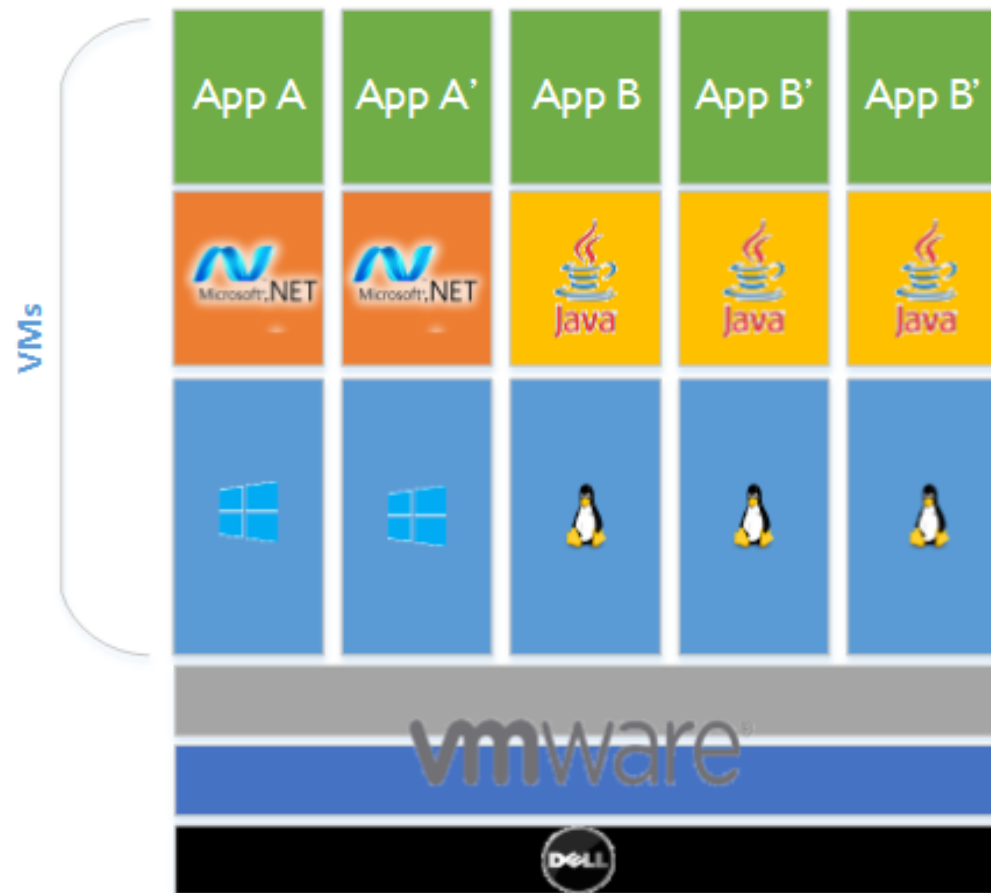 App A
App A’
App B
App B’
App B’
Microsoft .NET
Microsoft .NET
Java
Java
Java
VMs
vmware®
DELL